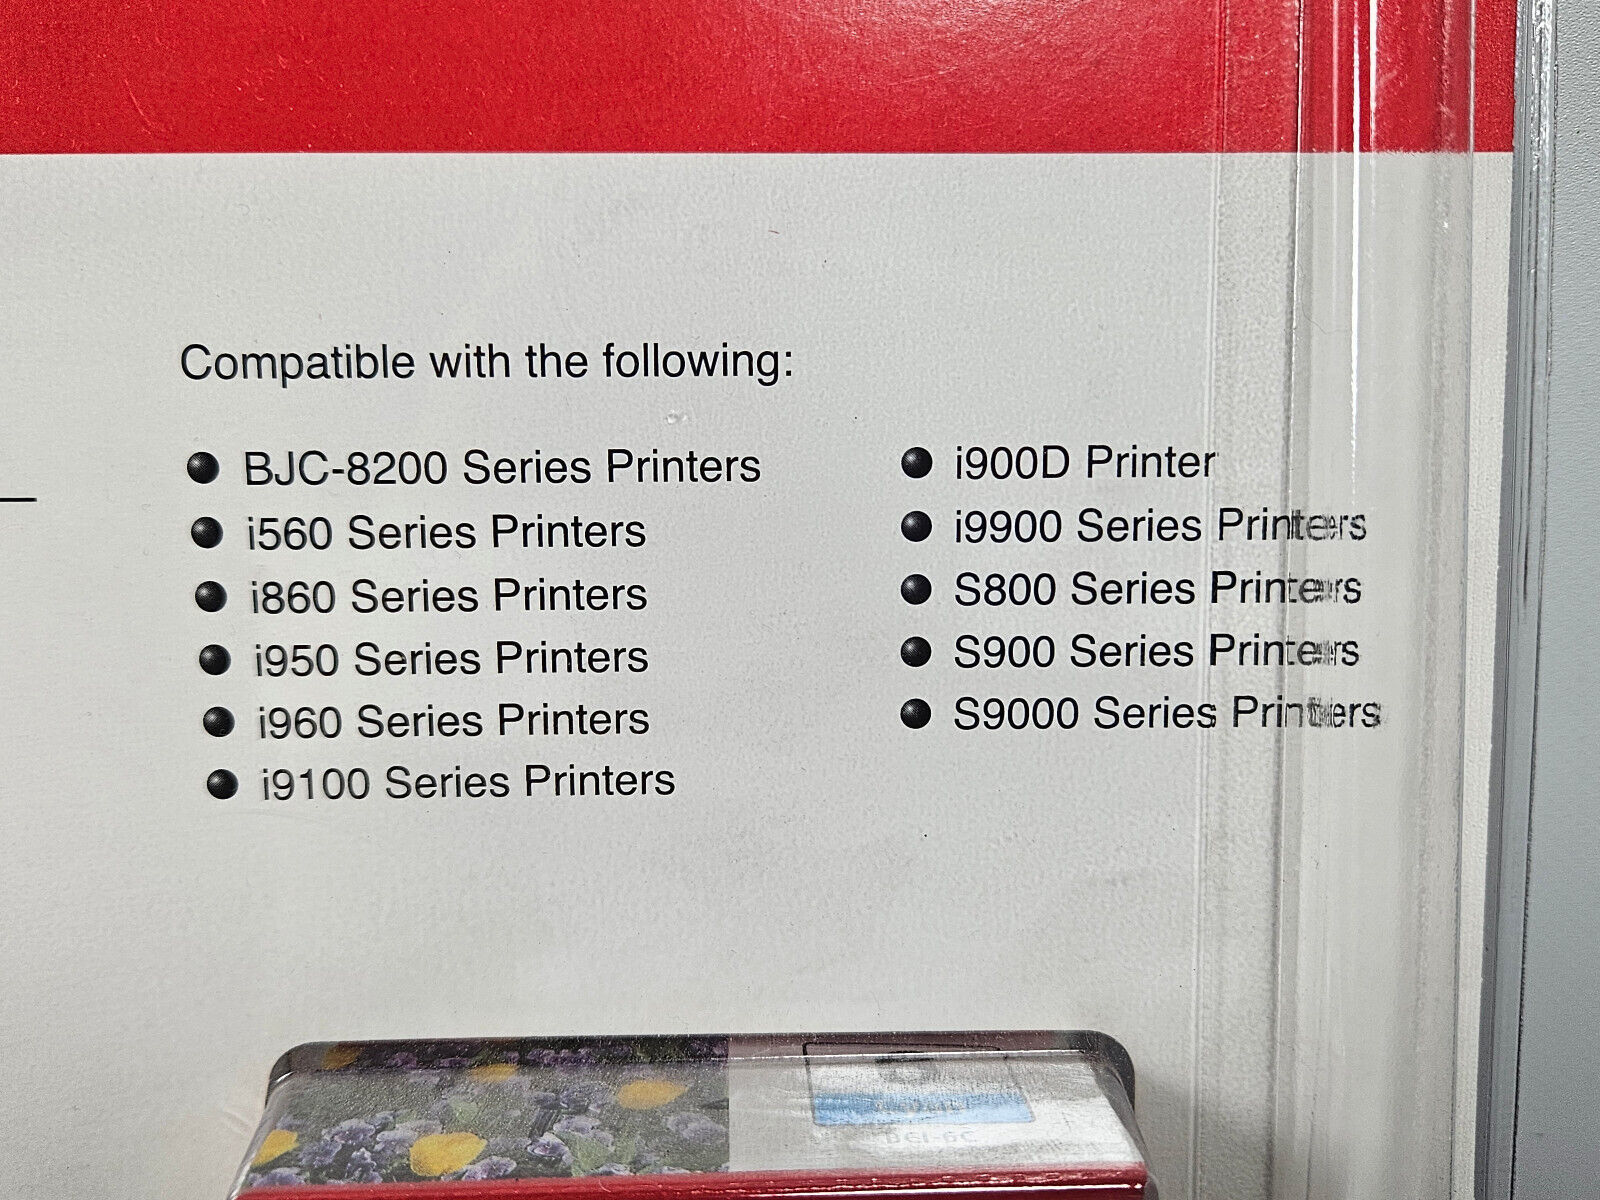 Compatible with the following:
● BJC-8200 Series Printers
● i560 Series Printers
● i860 Series Printers
● i950 Series Printers
● i960 Series Printers
● i9100 Series Printers
● i900D Printer
● i9900 Series Printers
● S800 Series Printers
● S900 Series Printers
● S9000 Series Printers